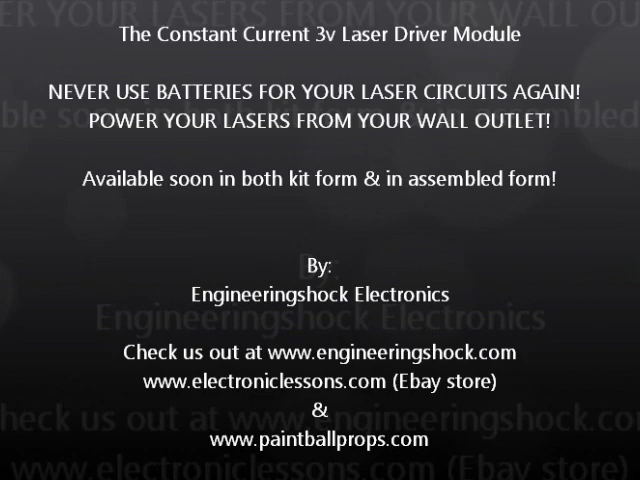 The Constant Current 3v Laser Driver Module
NEVER USE BATTERIES FOR YOUR LASER CIRCUITS AGAIN!
POWER YOUR LASERS FROM YOUR WALL OUTLET!
Available soon in both kit form & in assembled form!
By:
Engineeringshock Electronics
Check us out at www.engineeringshock.com
www.electroniclessons.com (Ebay store)
&
www.paintballprops.com